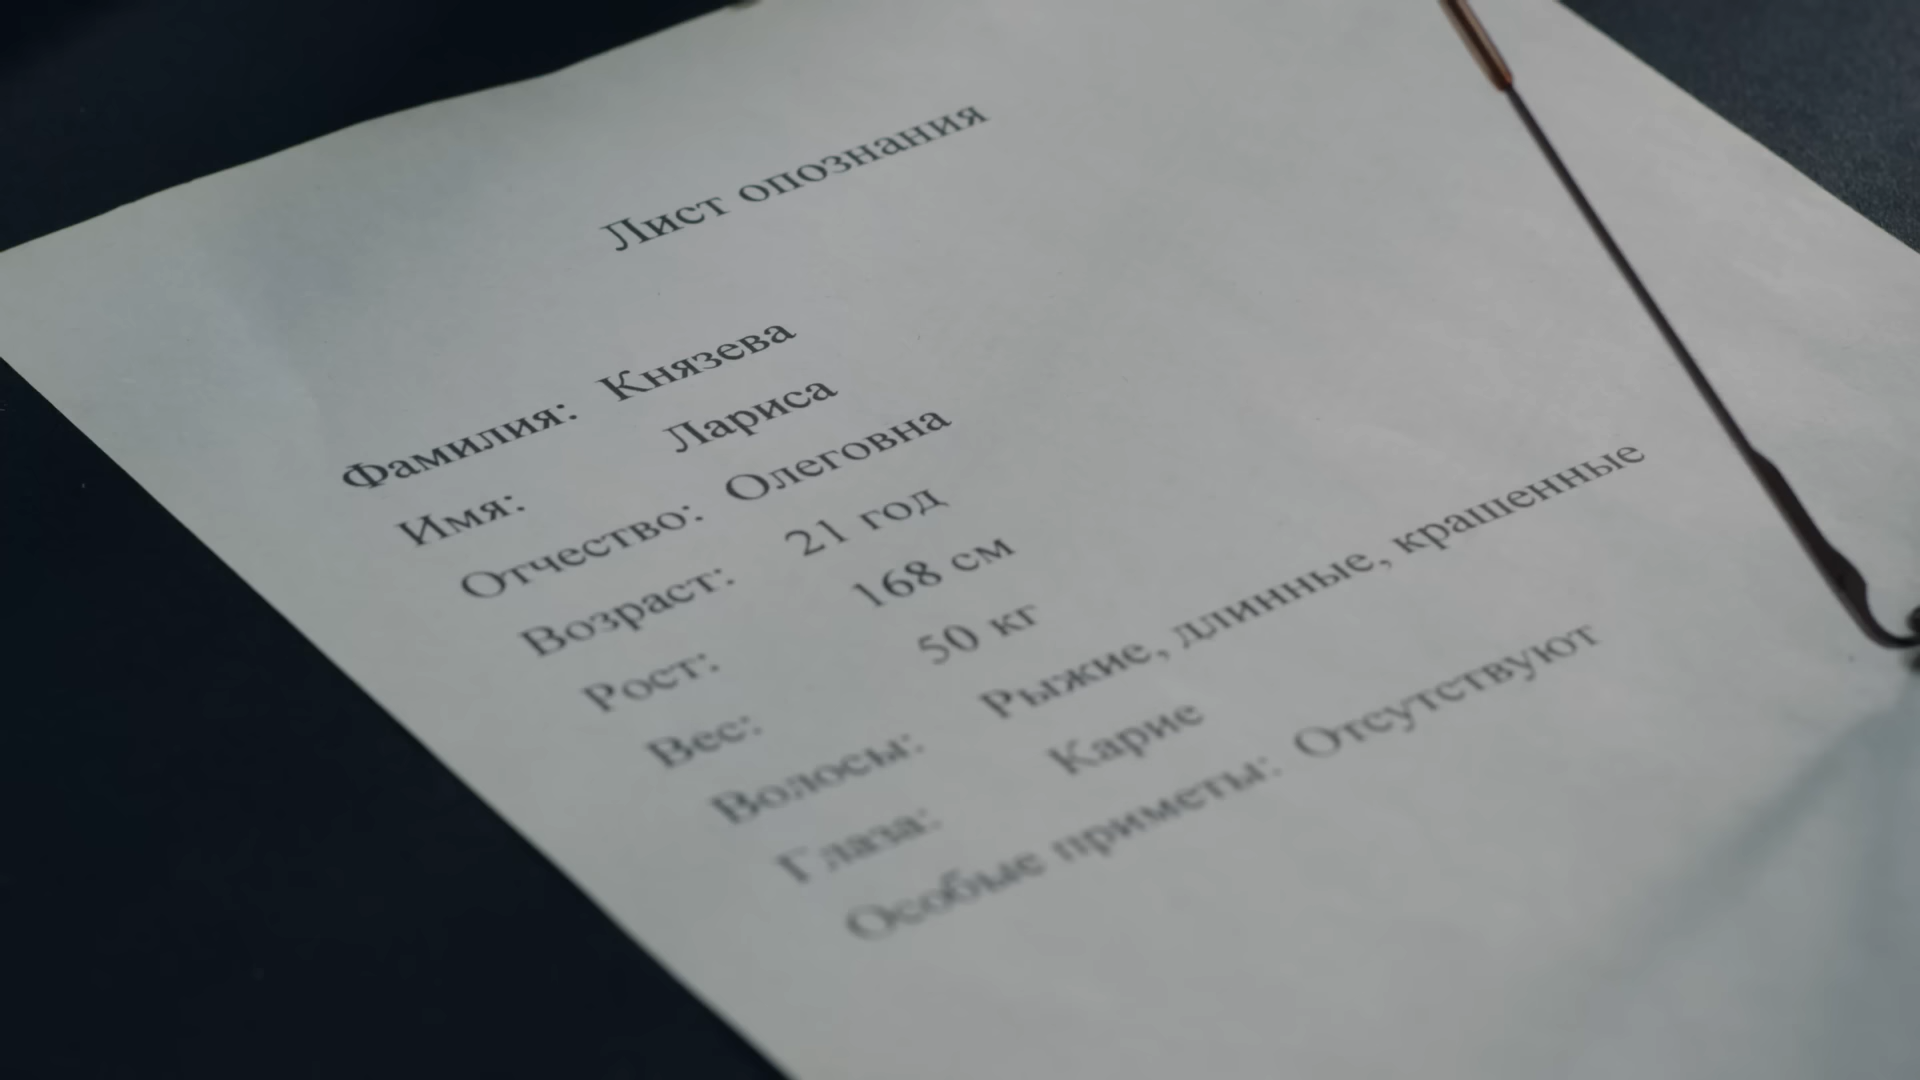 Лист опознания
Фамилия: Князева
Имя: Лариса
Отчество: Олеговна
Возраст: 21 год
Рост: 168 см
Вес: 50 кг
Волосы: Рыжие, длинные, крашенные
Глаза: Карие
Особые приметы: Отсутствуют